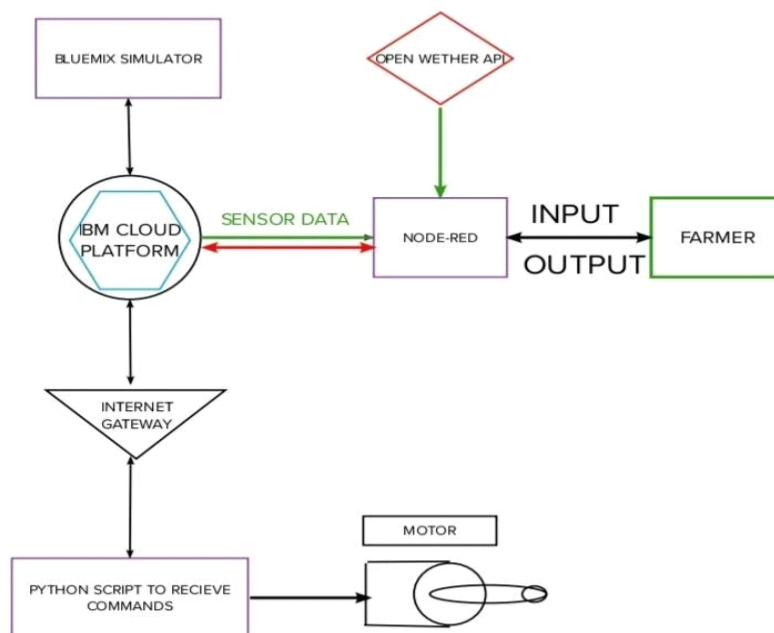 BLUEMIX SIMULATOR
OPEN WETHER API
IBM CLOUD
PLATFORM
SENSOR DATA
NODE-RED
INPUT
OUTPUT
FARMER
INTERNET
GATEWAY
MOTOR
PYTHON SCRIPT TO RECIEVE
COMMANDS